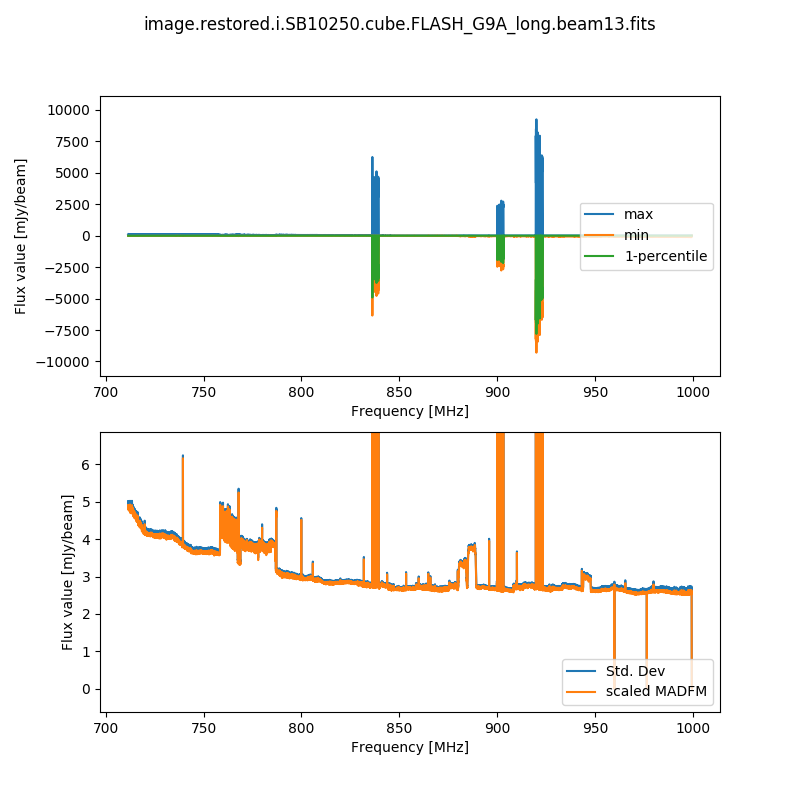 image.restored.i.SB10250.cube.FLASH_G9A_long.beam13.fits
10000
7500
5000
2500
0
−2500
−5000
−7500
−10000
Flux value [mJy/beam]
max
min
1-percentile
700 750 800 850 900 950 1000
Frequency [MHz]
6
5
4
3
2
1
0
Flux value [mJy/beam]
Std. Dev
scaled MADFM
700 750 800 850 900 950 1000
Frequency [MHz]